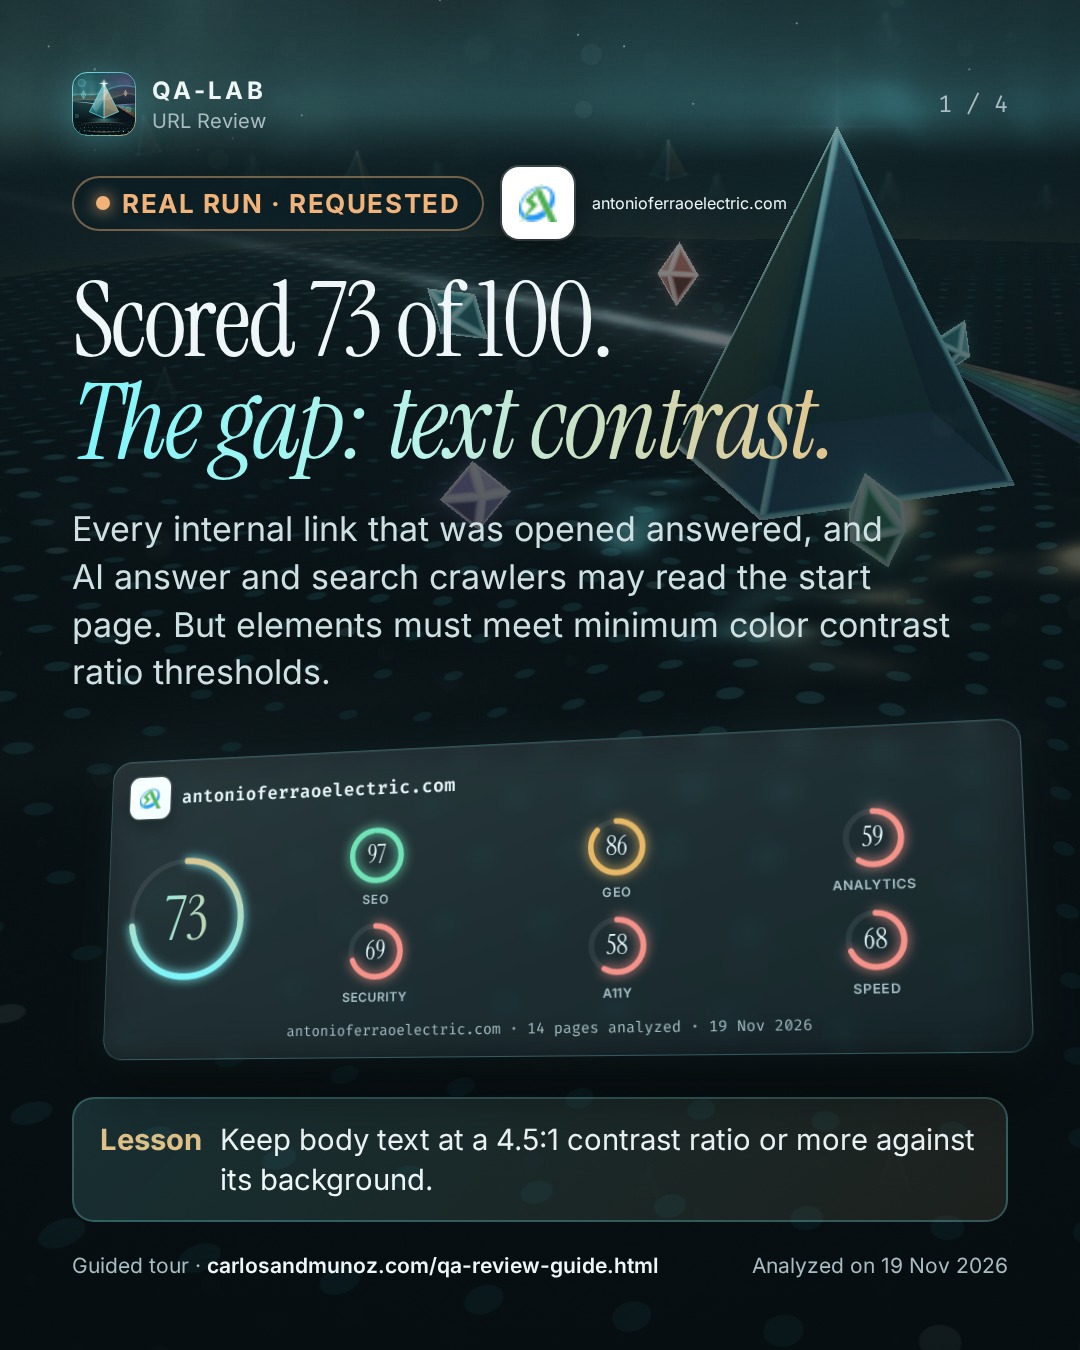 QA-LAB
URL Review
1 / 4
REAL RUN · REQUESTED
antonioferraoelectric.com
Scored 73 of 100.
The gap: text contrast.
Every internal link that was opened answered, and
AI answer and search crawlers may read the start
page. But elements must meet minimum color contrast
ratio thresholds.
antonioferraoelectric.com
73
97
SEO
86
GEO
59
ANALYTICS
69
SECURITY
58
A11Y
68
SPEED
antonioferraoelectric.com · 14 pages analyzed · 19 Nov 2026
Lesson Keep body text at a 4.5:1 contrast ratio or more against
its background.
Guided tour · carlosandmunoz.com/qa-review-guide.html
Analyzed on 19 Nov 2026